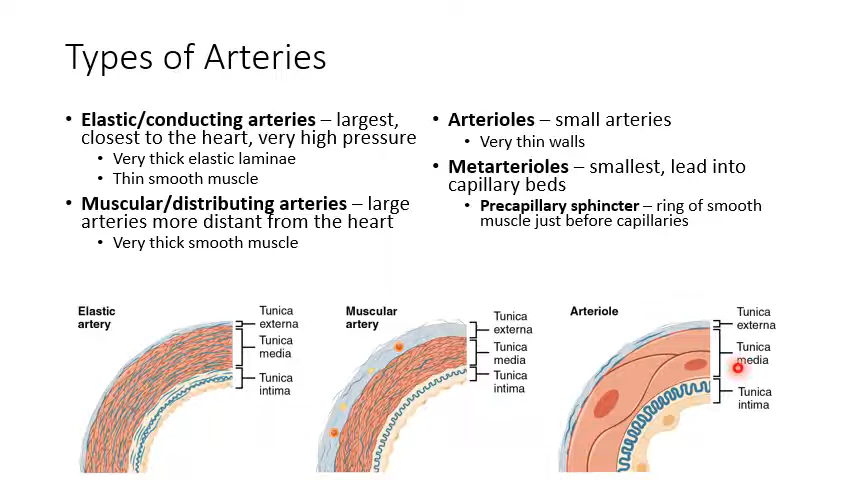 Types of Arteries
• Elastic/conducting arteries – largest,
closest to the heart, very high pressure
• Very thick elastic laminae
• Thin smooth muscle
• Muscular/distributing arteries – large
arteries more distant from the heart
• Very thick smooth muscle
• Arterioles – small arteries
• Very thin walls
• Metarterioles – smallest, lead into
capillary beds
• Precapillary sphincter – ring of smooth
muscle just before capillaries
Elastic
artery
Tunica
externa
Tunica
media
Tunica
intima
Muscular
artery
Tunica
externa
Tunica
media
Tunica
intima
Arteriole
Tunica
externa
Tunica
media
Tunica
intima